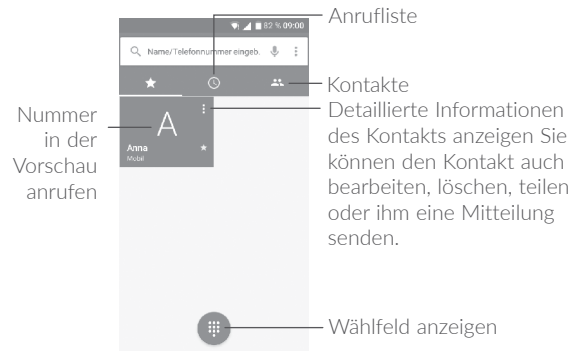 Anrufliste
82 % 09:00
Name/Telefonnummer eingeb.
Kontakte
Nummer
in der
Vorschau
anrufen
A
Anna
Mobil
Detaillierte Informationen
des Kontakts anzeigen Sie
können den Kontakt auch
bearbeiten, löschen, teilen
oder ihm eine Mitteilung
senden.
Wählfeld anzeigen